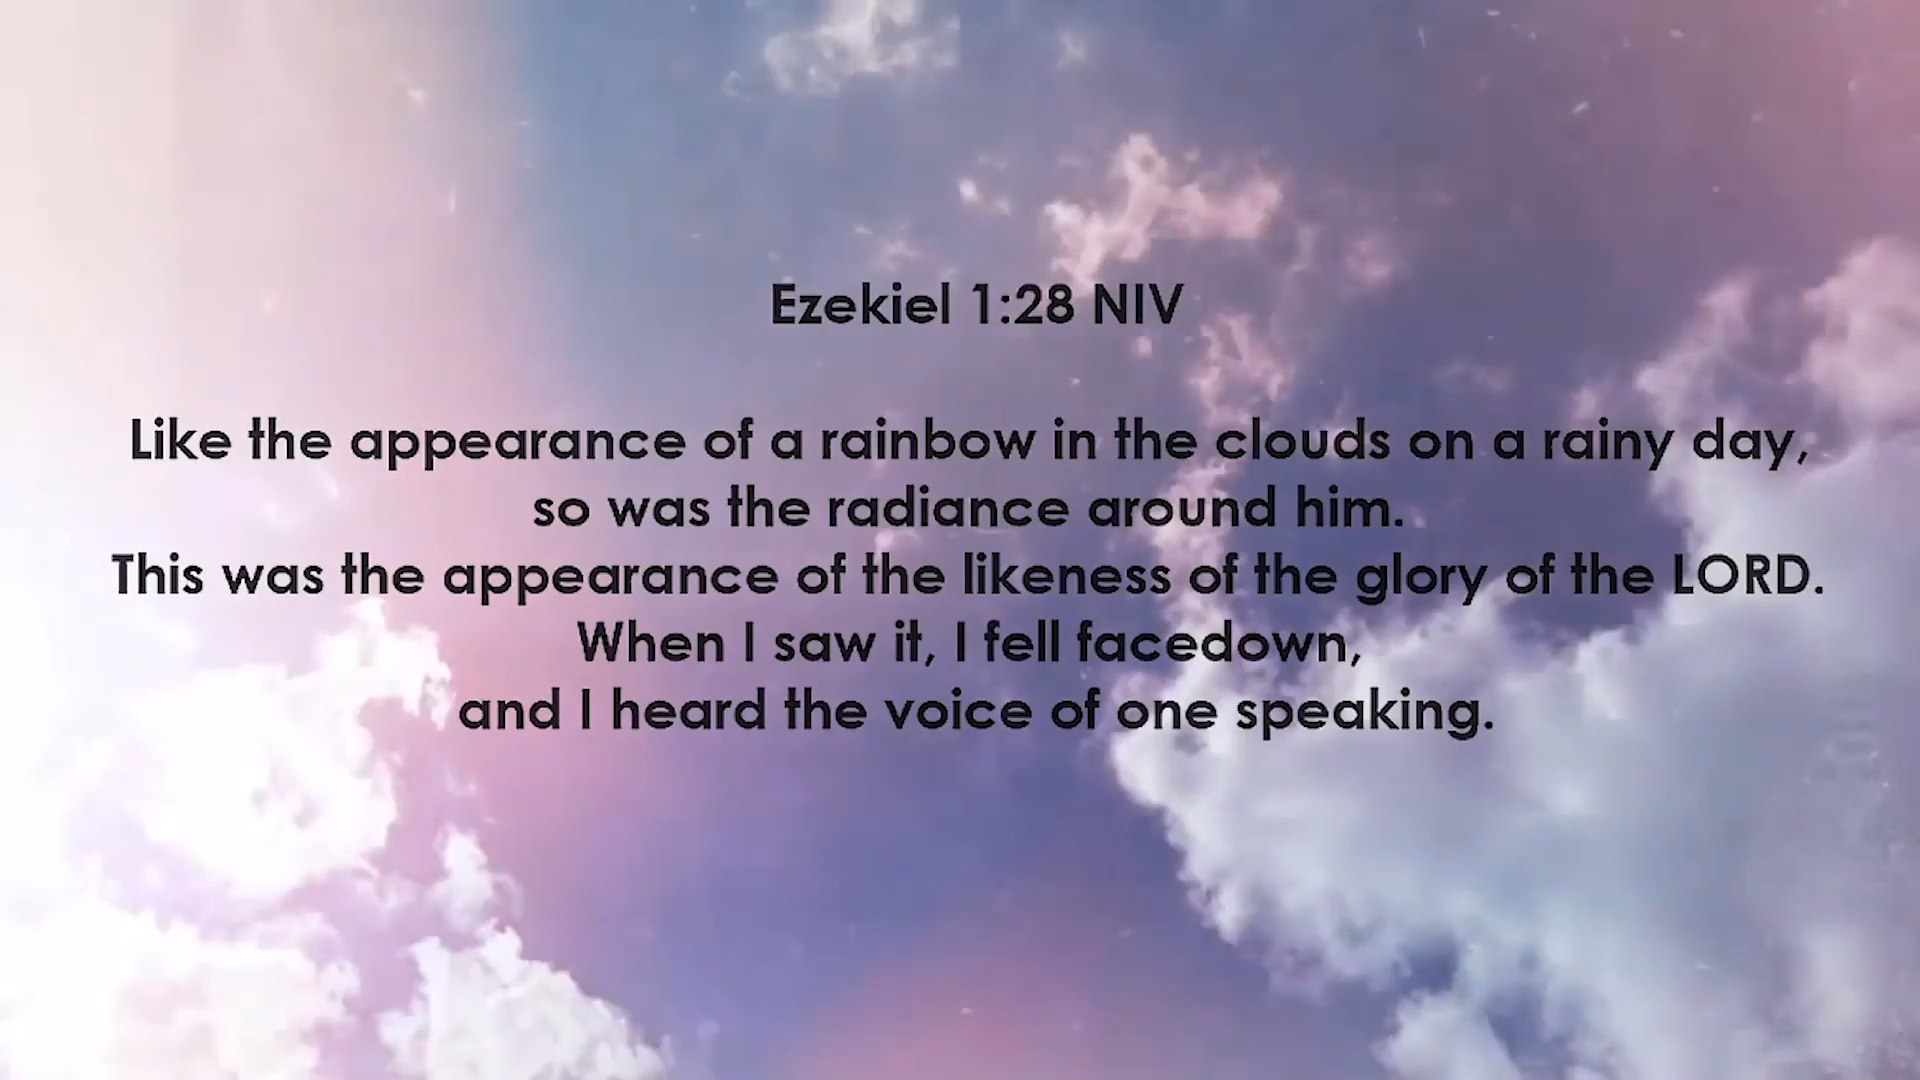 Ezekiel 1:28 NIV
Like the appearance of a rainbow in the clouds on a rainy day,
so was the radiance around him.
This was the appearance of the likeness of the glory of the LORD.
When I saw it, I fell facedown,
and I heard the voice of one speaking.